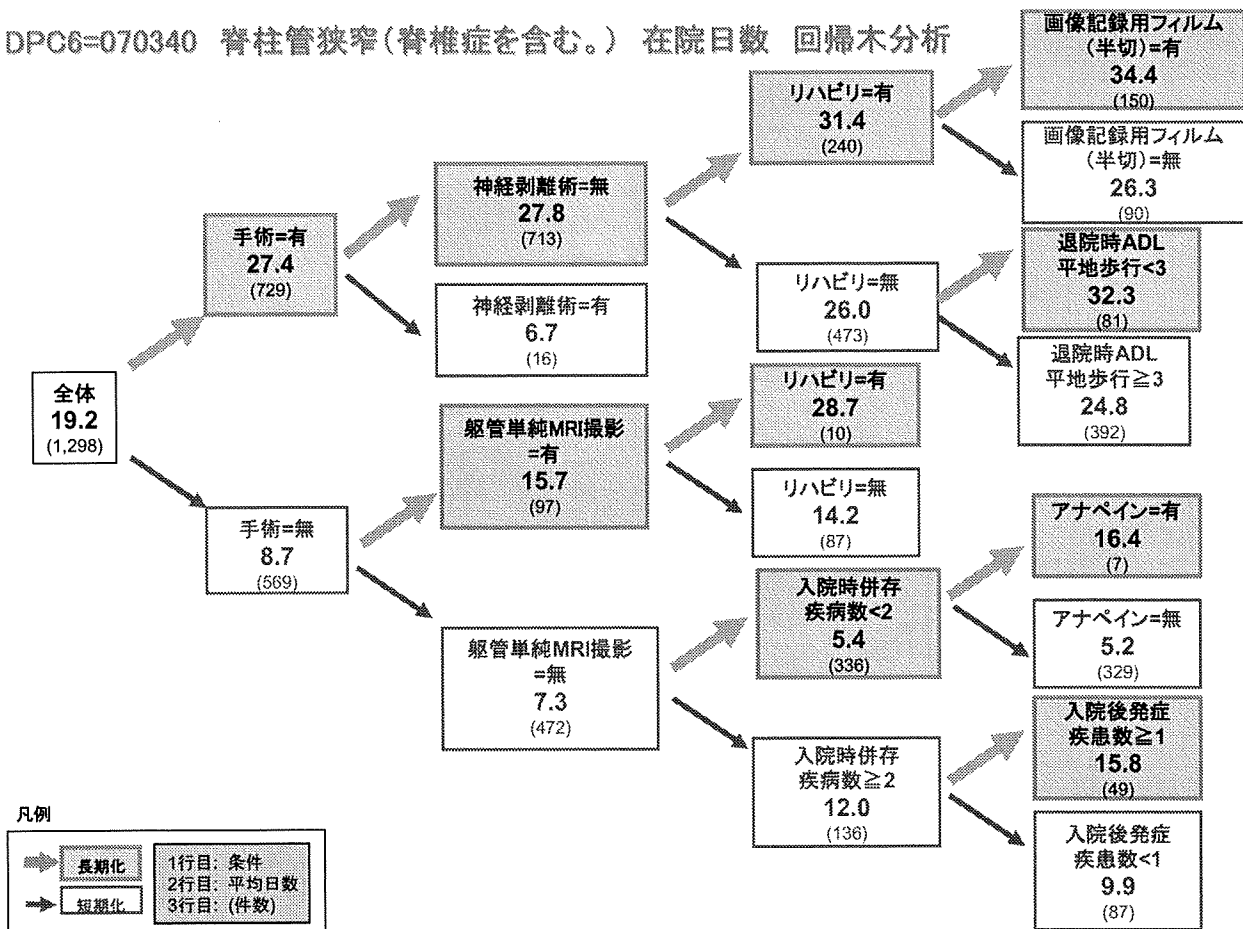 DPC6=070340 脊柱管狭窄(脊椎症を含む。) 在院日数 回帰木分析
全体
19.2
(1,298)
手術=有
27.4
(729)
手術=無
8.7
(569)
神経剥離術=無
27.8
(713)
神経剥離術=有
6.7
(16)
躯管単純MRI撮影
=有
15.7
(97)
躯管単純MRI撮影
=無
7.3
(472)
リハビリ=有
31.4
(240)
リハビリ=無
26.0
(473)
リハビリ=有
28.7
(10)
リハビリ=無
14.2
(87)
入院時併存
疾病数<2
5.4
(336)
入院時併存
疾病数≧2
12.0
(136)
画像記録用フィルム
(半切)=有
34.4
(150)
画像記録用フィルム
(半切)=無
26.3
(90)
退院時ADL
平地歩行<3
32.3
(81)
退院時ADL
平地歩行≧3
24.8
(392)
アナペイン=有
16.4
(7)
アナペイン=無
5.2
(329)
入院後発症
疾患数≧1
15.8
(49)
入院後発症
疾患数<1
9.9
(87)
凡例
長期化
短期化
1行目: 条件
2行目: 平均日数
3行目: (件数)